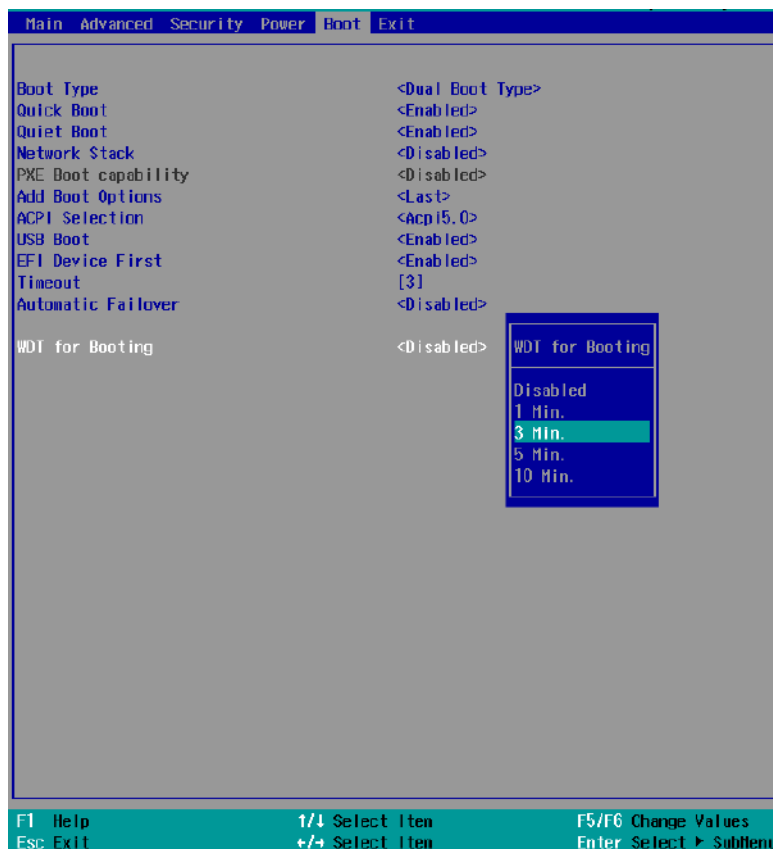 Main Advanced Security Power Boot Exit
Boot Type <Dual Boot Type>
Quick Boot <Enabled>
Quiet Boot <Enabled>
Network Stack <Disabled>
PXE Boot capability <Disabled>
Add Boot Options <Last>
ACPI Selection <Acpi5.0>
USB Boot <Enabled>
EFI Device First <Enabled>
Timeout [3]
Automatic Failover <Disabled>
WDT for Booting <Disabled>
WDT for Booting
Disabled
1 Min.
3 Min.
5 Min.
10 Min.
F1 Help ↑/↓ Select Item F5/F6 Change Values
Esc Exit ←/→ Select Item Enter Select ► SubMenu